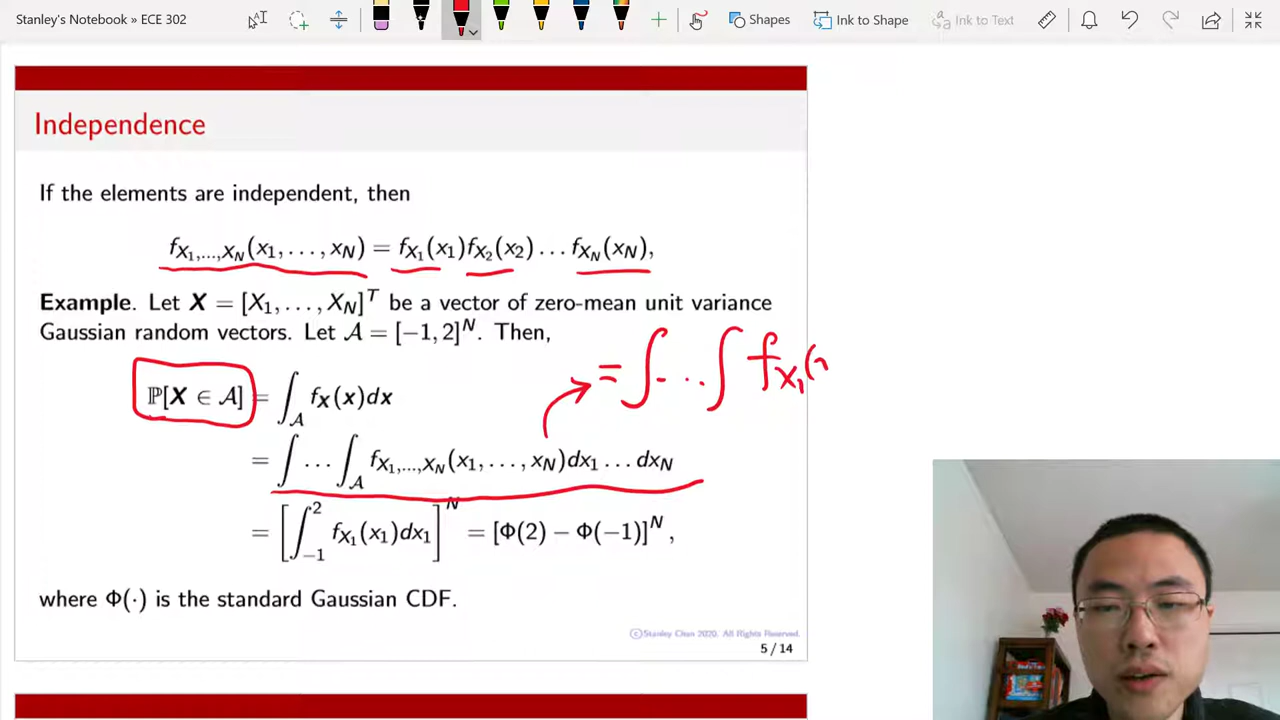 Stanley's Notebook » ECE 302
Shapes
Ink to Shape
Ink to Text
Independence
If the elements are independent, then
f_{X_1,...,X_N}(x_1, . . . , x_N) = f_{X_1}(x_1)f_{X_2}(x_2) . . . f_{X_N}(x_N),
Example. Let X = [X_1, . . . , X_N]^T be a vector of zero-mean unit variance
Gaussian random vectors. Let A = [−1, 2]^N. Then,
= ∫ ... ∫ f_{X_1}(
ℙ[X ∈ A] = ∫_A f_X(x)dx
= ∫ . . . ∫_A f_{X_1,...,X_N}(x_1, . . . , x_N)dx_1 . . . dx_N
= [∫_{−1}^{2} f_{X_1}(x_1)dx_1]^N = [Φ(2) − Φ(−1)]^N,
where Φ(·) is the standard Gaussian CDF.
©Stanley Chan 2020. All Rights Reserved.
5 / 14